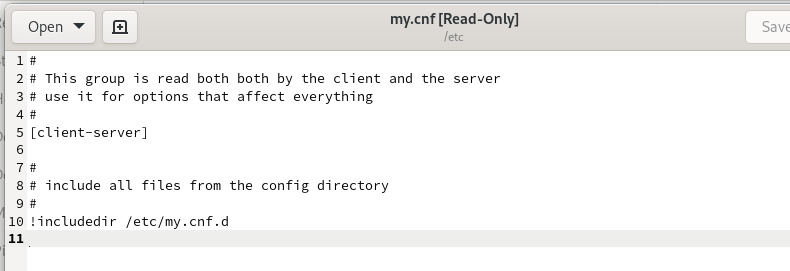 Open
my.cnf [Read-Only]
/etc
Save
1 #
2 # This group is read both both by the client and the server
3 # use it for options that affect everything
4 #
5 [client-server]
6
7 #
8 # include all files from the config directory
9 #
10 !includedir /etc/my.cnf.d
11